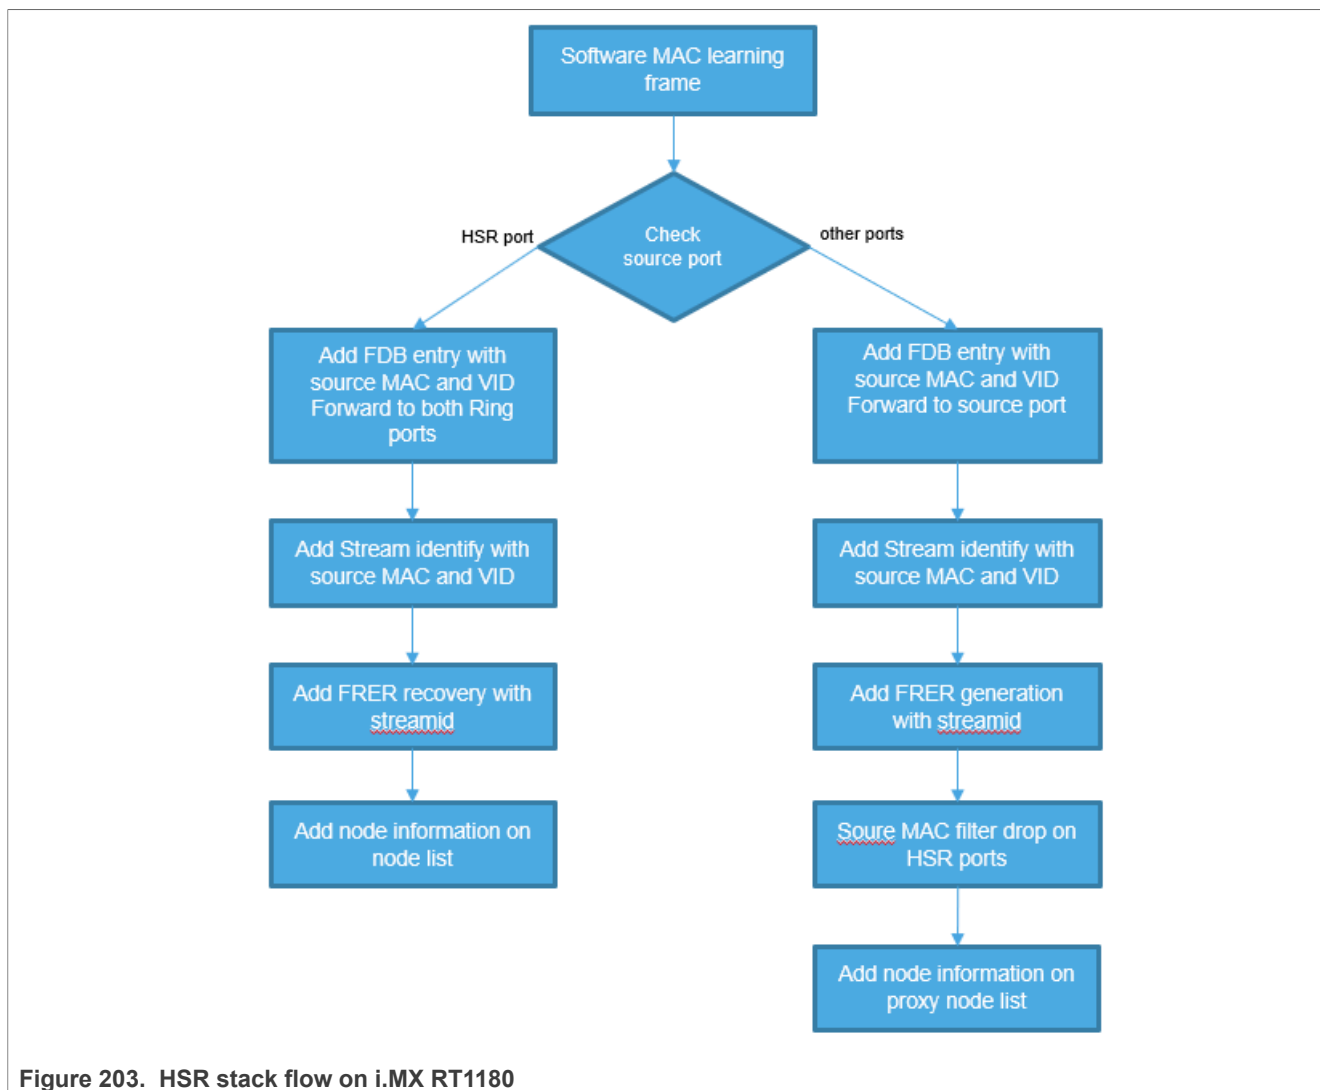 Software MAC learning
frame
Check
source port
HSR port
other ports
Add FDB entry with
source MAC and VID
Forward to both Ring
ports
Add Stream identify with
source MAC and VID
Add FRER recovery with
streamid
Add node information on
node list
Add FDB entry with
source MAC and VID
Forward to source port
Add Stream identify with
source MAC and VID
Add FRER generation
with streamid
Soure MAC filter drop on
HSR ports
Add node information on
proxy node list
Figure 203. HSR stack flow on i.MX RT1180